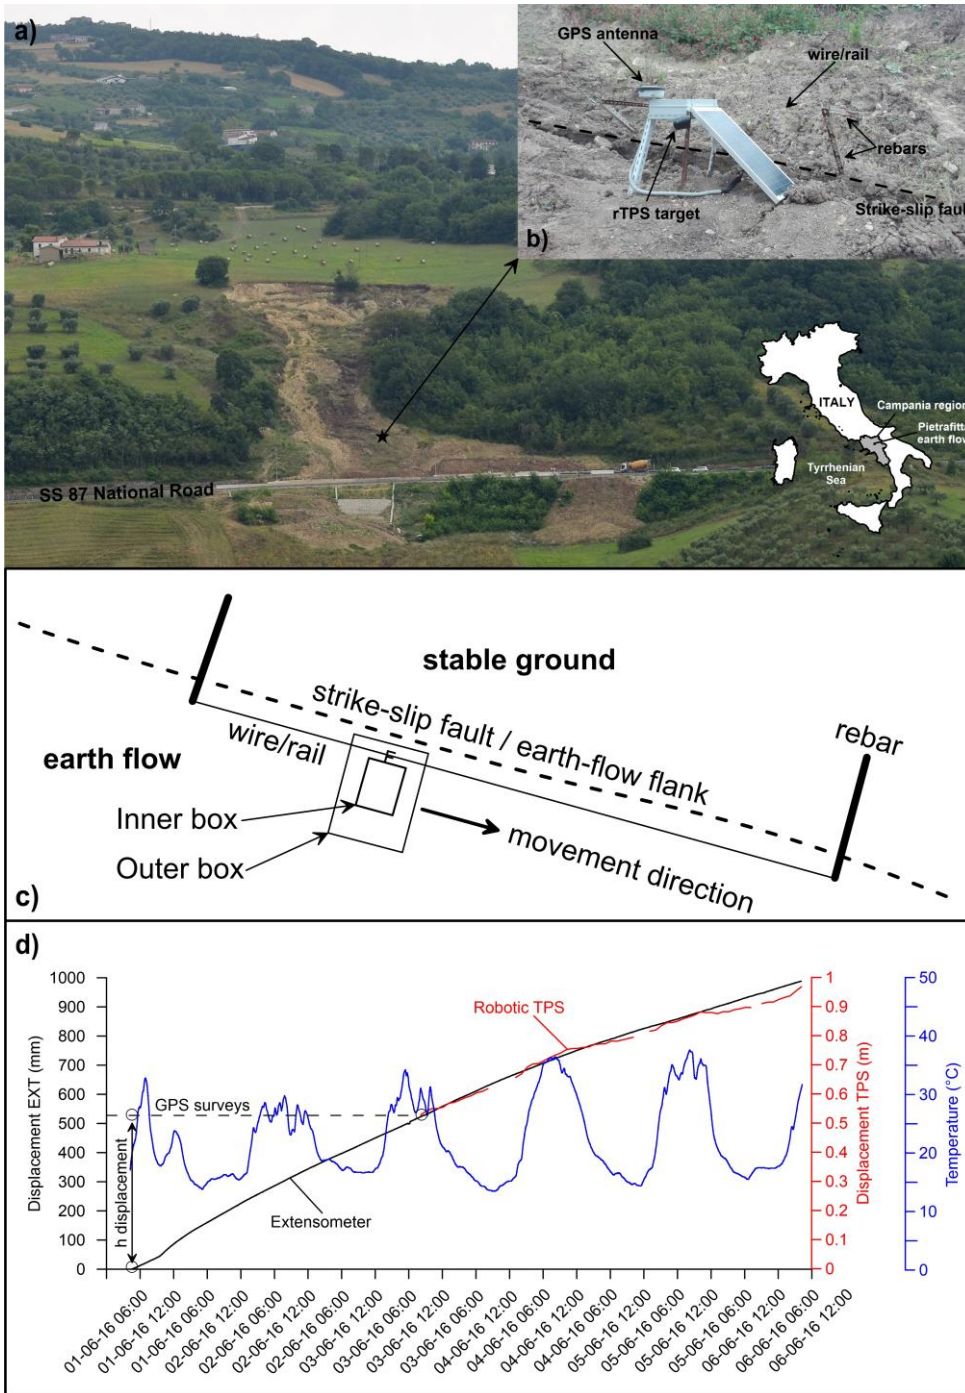 a)
GPS antenna
wire/rail
rebars
rTPS target
Strike-slip faul
b)
ITALY
Campania region
Pietrafitta
earth flow
Tyrrhenian
Sea
SS 87 National Road
stable ground
strike-slip fault / earth-flow flank
wire/rail
rebar
earth flow
F
Inner box
Outer box
movement direction
c)
d)
1000
900
800
700
600
500
400
300
200
100
0
Displacement EXT (mm)
h displacement
GPS surveys
Extensometer
Robotic TPS
1
0.9
0.8
0.7
0.6
0.5
0.4
0.3
0.2
0.1
0
Displacement TPS (m)
50
40
30
20
10
0
Temperature (°C)
01-06-16 06:00
01-06-16 12:00
01-06-16 06:00
02-06-16 12:00
02-06-16 06:00
02-06-16 12:00
03-06-16 06:00
03-06-16 06:00
03-06-16 12:00
04-06-16 06:00
04-06-16 12:00
04-06-16 06:00
04-06-16 12:00
05-06-16 06:00
05-06-16 12:00
05-06-16 06:00
05-06-16 12:00
06-06-16 06:00
06-06-16 12:00
06-06-16 06:00
06-06-16 12:00